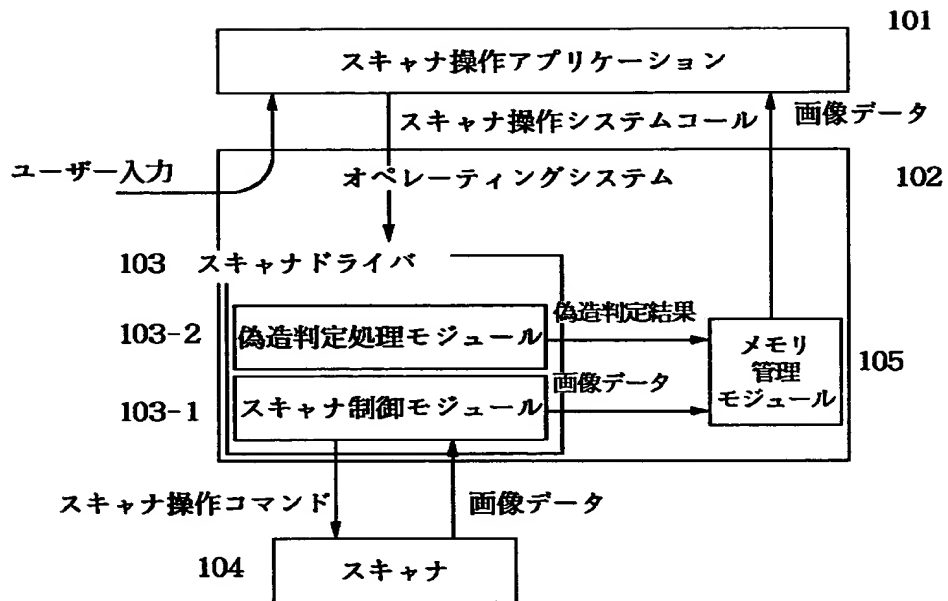 101
スキャナ操作アプリケーション
スキャナ操作システムコール
画像データ
ユーザー入力
オペレーティングシステム
102
103 スキャナドライバ
103-2
偽造判定処理モジュール
偽造判定結果
メモリ
管理
モジュール
105
103-1
スキャナ制御モジュール
画像データ
スキャナ操作コマンド
画像データ
104
スキャナ